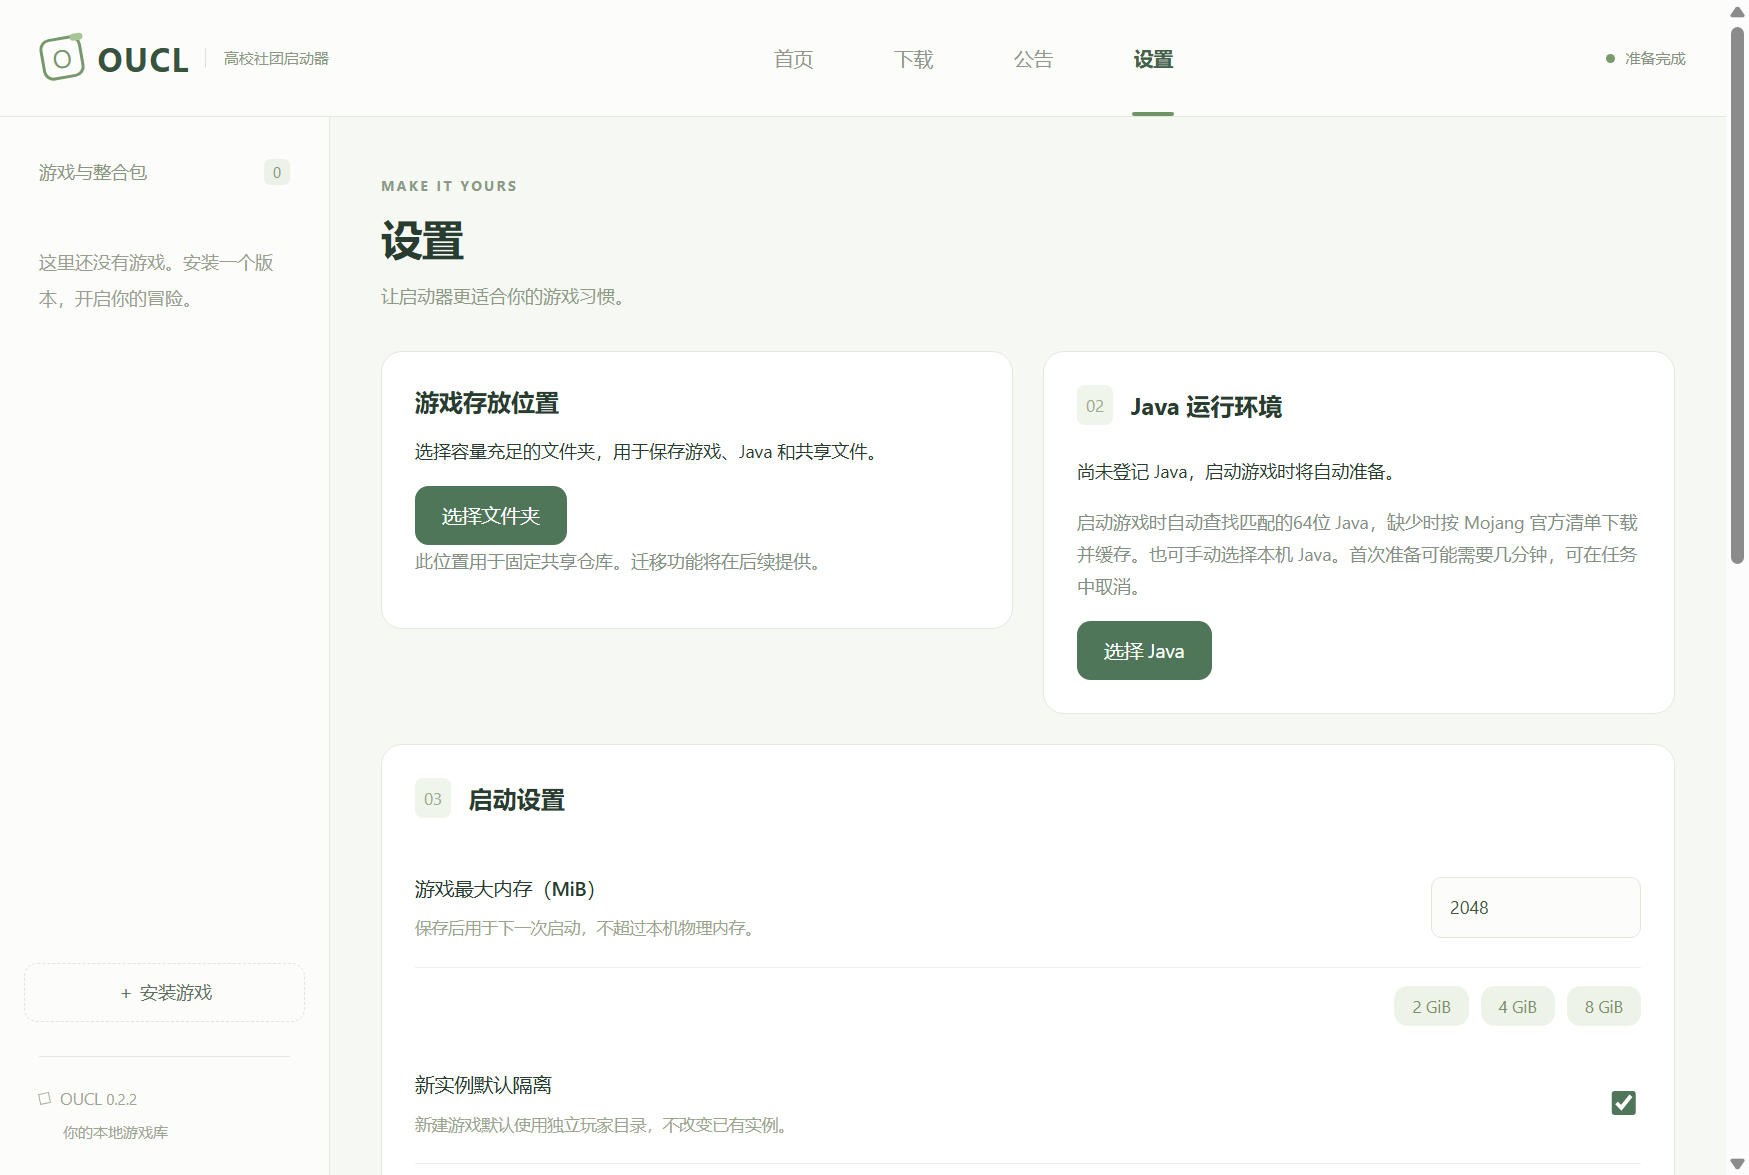 OUCL
高校社团启动器
首页
下载
公告
设置
准备完成
游戏与整合包
0
这里还没有游戏。安装一个版
本，开启你的冒险。
+ 安装游戏
OUCL 0.2.2
你的本地游戏库
MAKE IT YOURS
设置
让启动器更适合你的游戏习惯。
游戏存放位置
选择容量充足的文件夹，用于保存游戏、Java 和共享文件。
选择文件夹
此位置用于固定共享仓库。迁移功能将在后续提供。
02
Java 运行环境
尚未登记 Java，启动游戏时将自动准备。
启动游戏时自动查找匹配的64位 Java，缺少时按 Mojang 官方清单下载
并缓存。也可手动选择本机 Java。首次准备可能需要几分钟，可在任务
中取消。
选择 Java
03
启动设置
游戏最大内存（MiB）
保存后用于下一次启动，不超过本机物理内存。
2048
2 GiB
4 GiB
8 GiB
新实例默认隔离
新建游戏默认使用独立玩家目录，不改变已有实例。